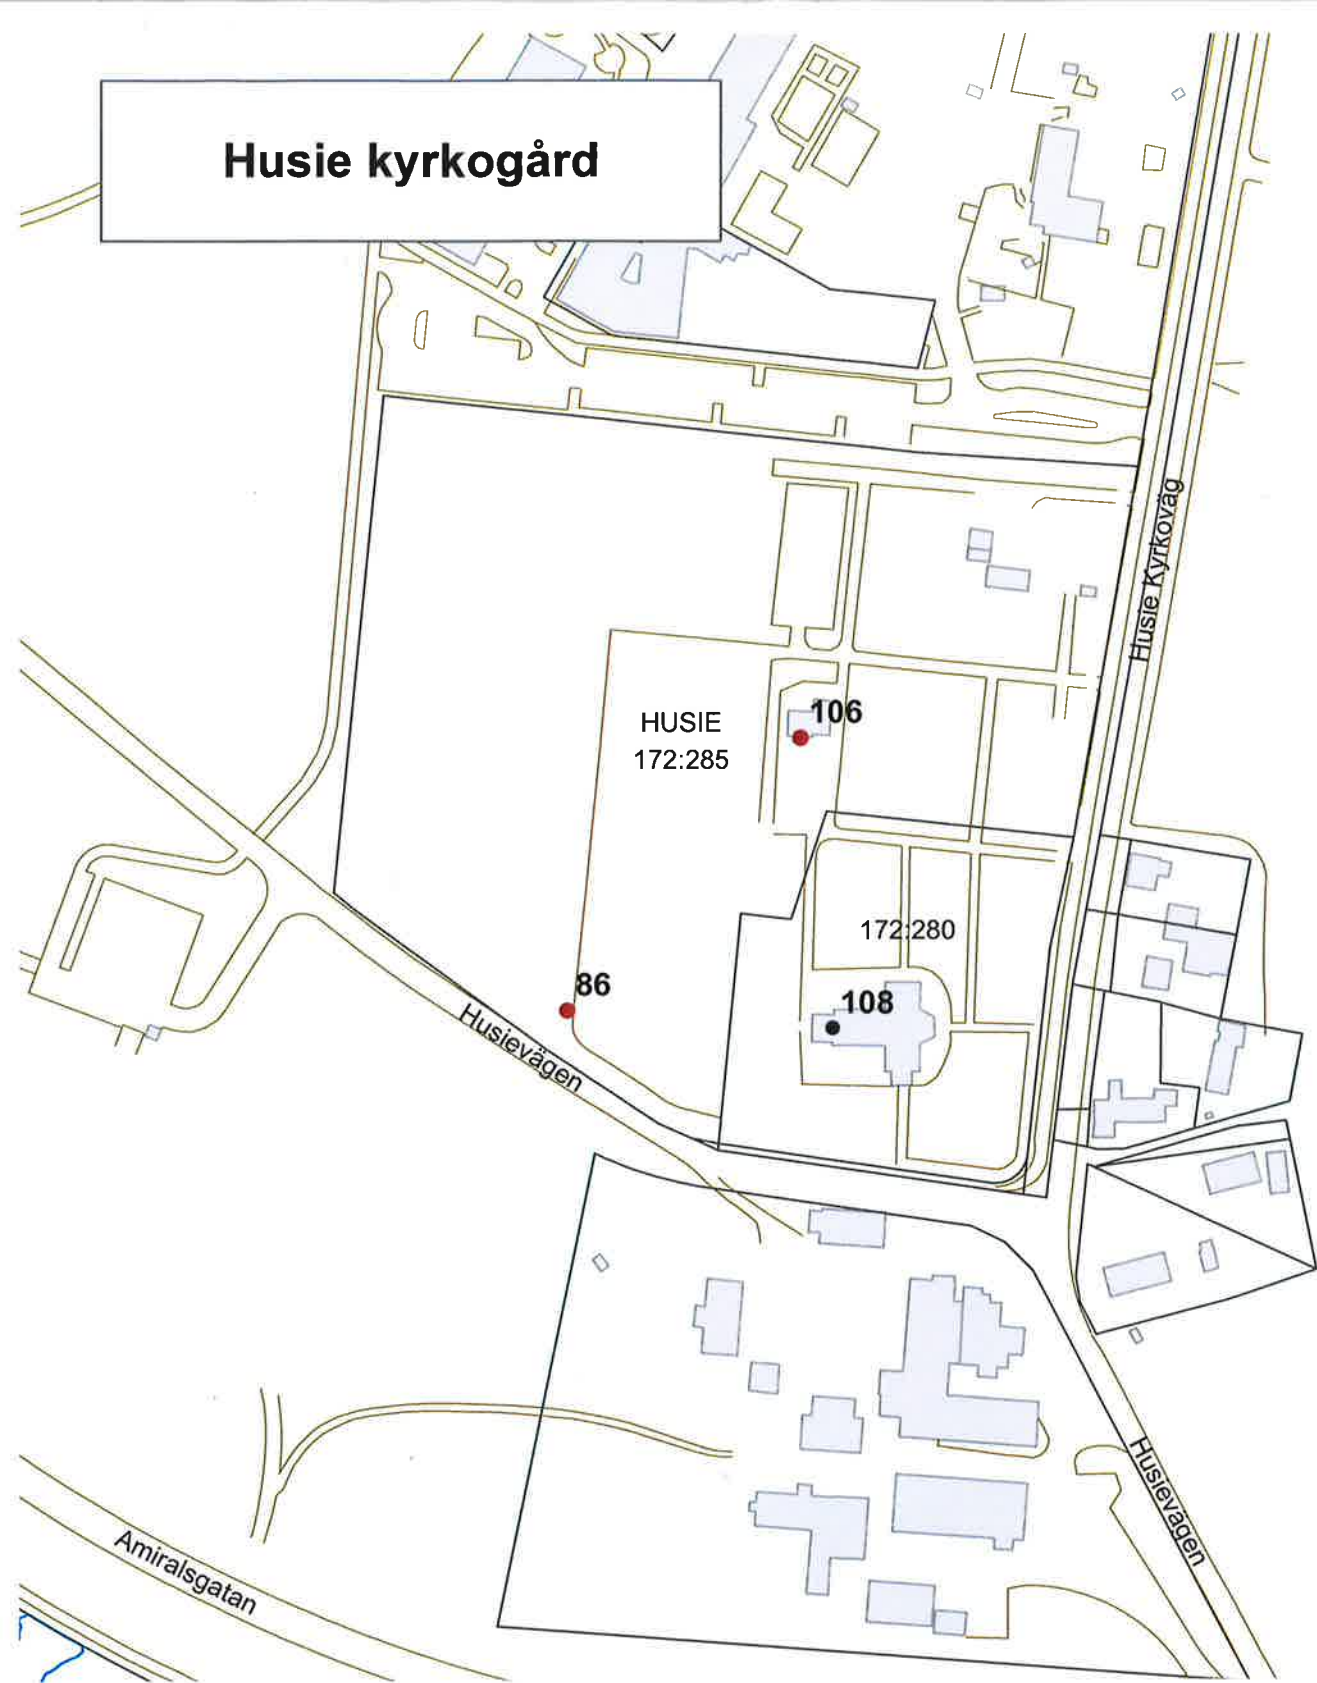 Husie kyrkogård
Husie Kyrkoväg
106
HUSIE
172:285
172:280
86
108
Husievägen
Husievägen
Amiralsgatan